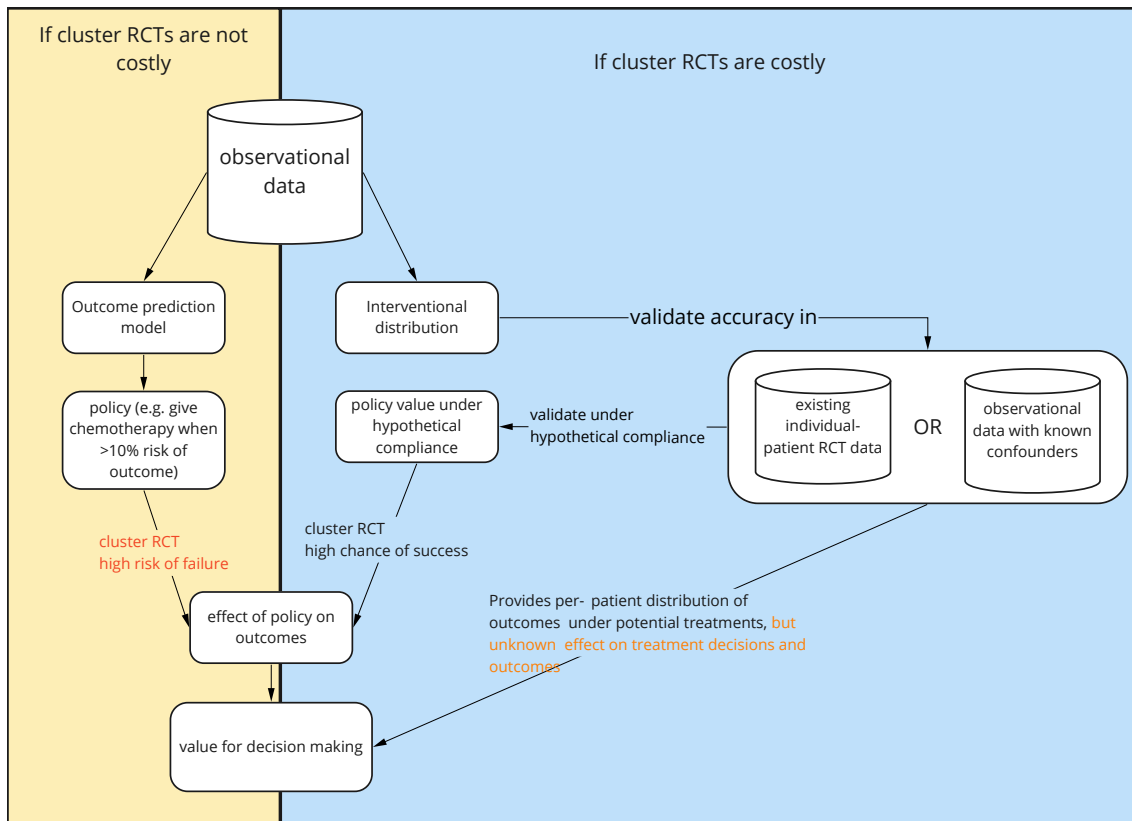 If cluster RCTs are not
costly
If cluster RCTs are costly
observational
data
Outcome prediction
model
Interventional
distribution
validate accuracy in
policy (e.g. give
chemotherapy when
>10% risk of
outcome)
policy value under
hypothetical
compliance
validate under
hypothetical compliance
existing
individual-
patient RCT data
OR
observational
data with known
confounders
cluster RCT
high risk of failure
cluster RCT
high chance of success
effect of policy on
outcomes
Provides per- patient distribution of
outcomes under potential treatments, but
unknown effect on treatment decisions and
outcomes
value for decision making